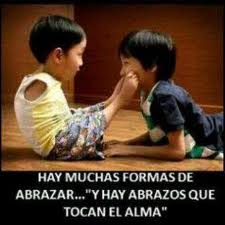 HAY MUCHAS FORMAS DE
ABRAZAR..."Y HAY ABRAZOS QUE
TOCAN EL ALMA"